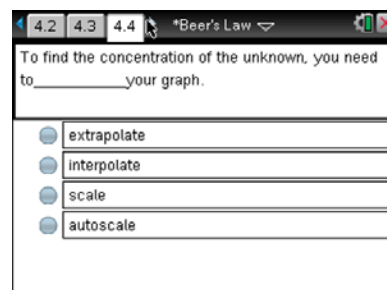 4.2 4.3 4.4 *Beer's Law
To find the concentration of the unknown, you need
to____________your graph.
extrapolate
interpolate
scale
autoscale